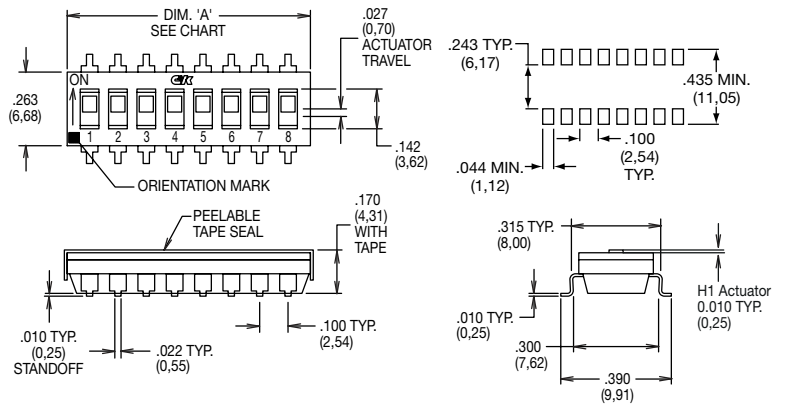 DIM. 'A'
SEE CHART
.027
(0,70)
ACTUATOR
TRAVEL
ON
CK
.263
(6,68)
1 2 3 4 5 6 7 8
.142
(3,62)
ORIENTATION MARK
.243 TYP.
(6,17)
.435 MIN.
(11,05)
.100
(2,54)
TYP.
.044 MIN.
(1,12)
PEELABLE
TAPE SEAL
.170
(4,31)
WITH
TAPE
.010 TYP.
(0,25)
STANDOFF
.022 TYP.
(0,55)
.100 TYP.
(2,54)
.315 TYP.
(8,00)
H1 Actuator
0.010 TYP.
(0,25)
.010 TYP.
(0,25)
.300
(7,62)
.390
(9,91)